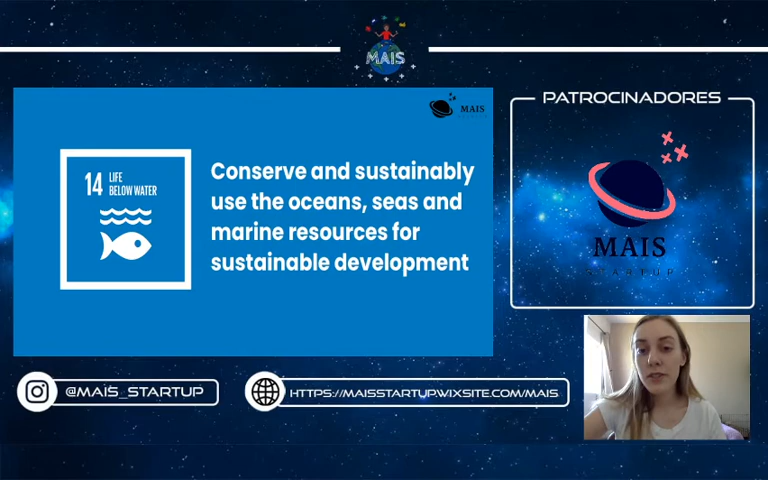 MAIS
MAIS
14 LIFE
BELOW WATER
Conserve and sustainably
use the oceans, seas and
marine resources for
sustainable development
PATROCINADORES
MAIS
STARTUP
@MAIS_STARTUP
HTTPS://MAISSTARTUP.WIXSITE.COM/MAIS